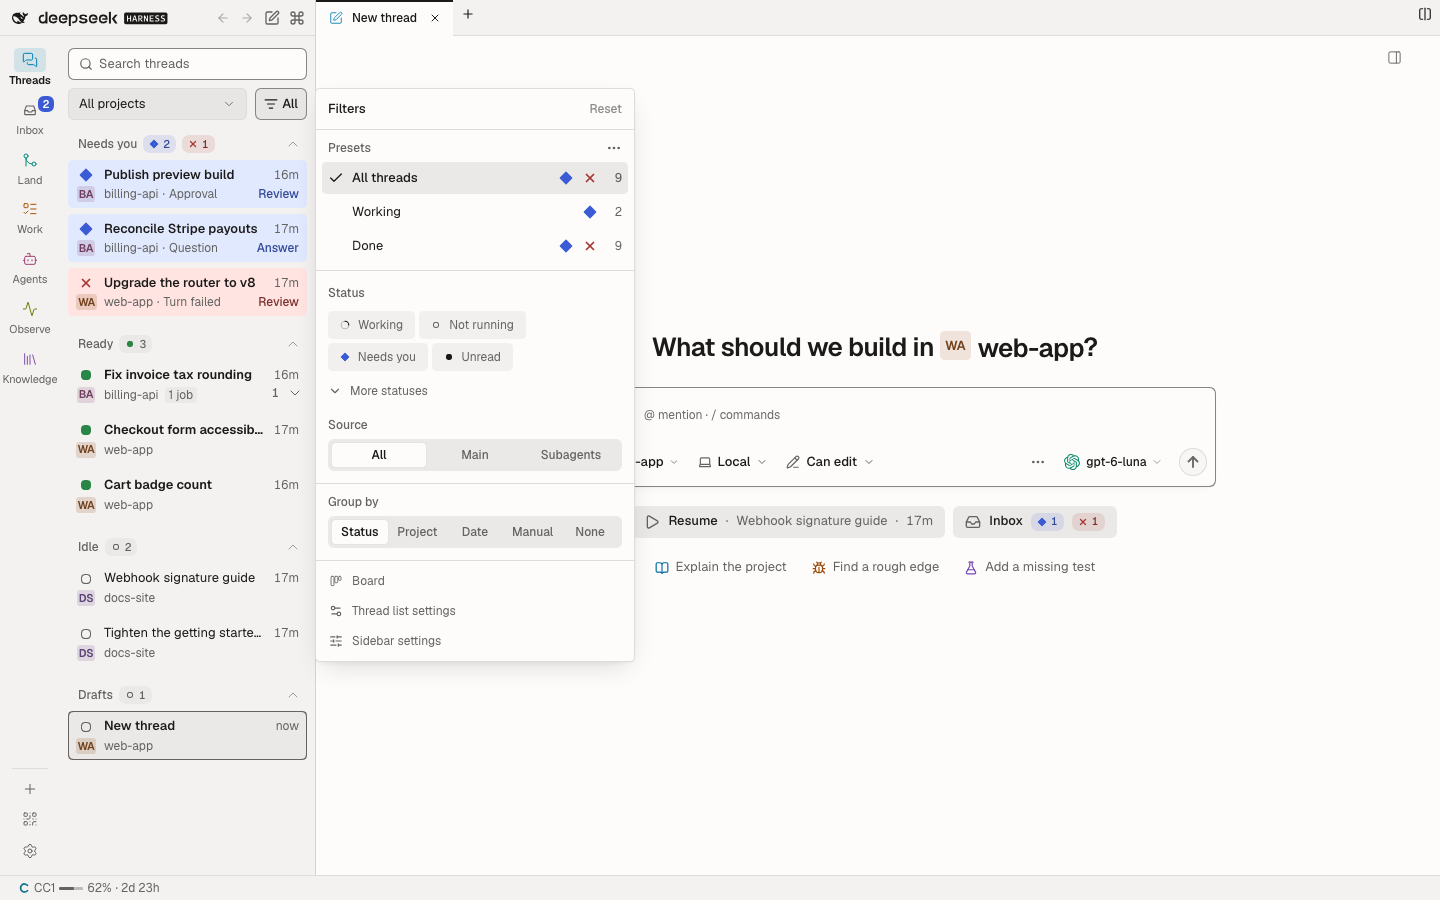 deepseek HARNESS
New thread
Threads
2
Inbox
Land
Work
Agents
Observe
Knowledge
Search threads
All projects
All
Needs you 2 1
Publish preview build 16m
BA billing-api · Approval Review
Reconcile Stripe payouts 17m
BA billing-api · Question Answer
Upgrade the router to v8 17m
WA web-app · Turn failed Review
Ready 3
Fix invoice tax rounding 16m
BA billing-api 1 job 1
Checkout form accessib... 17m
WA web-app
Cart badge count 16m
WA web-app
Idle 2
Webhook signature guide 17m
DS docs-site
Tighten the getting starte... 17m
DS docs-site
Drafts 1
New thread now
WA web-app
Filters Reset
Presets
All threads 9
Working 2
Done 9
Status
Working Not running
Needs you Unread
More statuses
Source
All Main Subagents
Group by
Status Project Date Manual None
Board
Thread list settings
Sidebar settings
What should we build in WA web-app?
@ mention · / commands
-app Local Can edit gpt-6-luna
Resume · Webhook signature guide · 17m Inbox 1 1
Explain the project Find a rough edge Add a missing test
C CC1 62% · 2d 23h